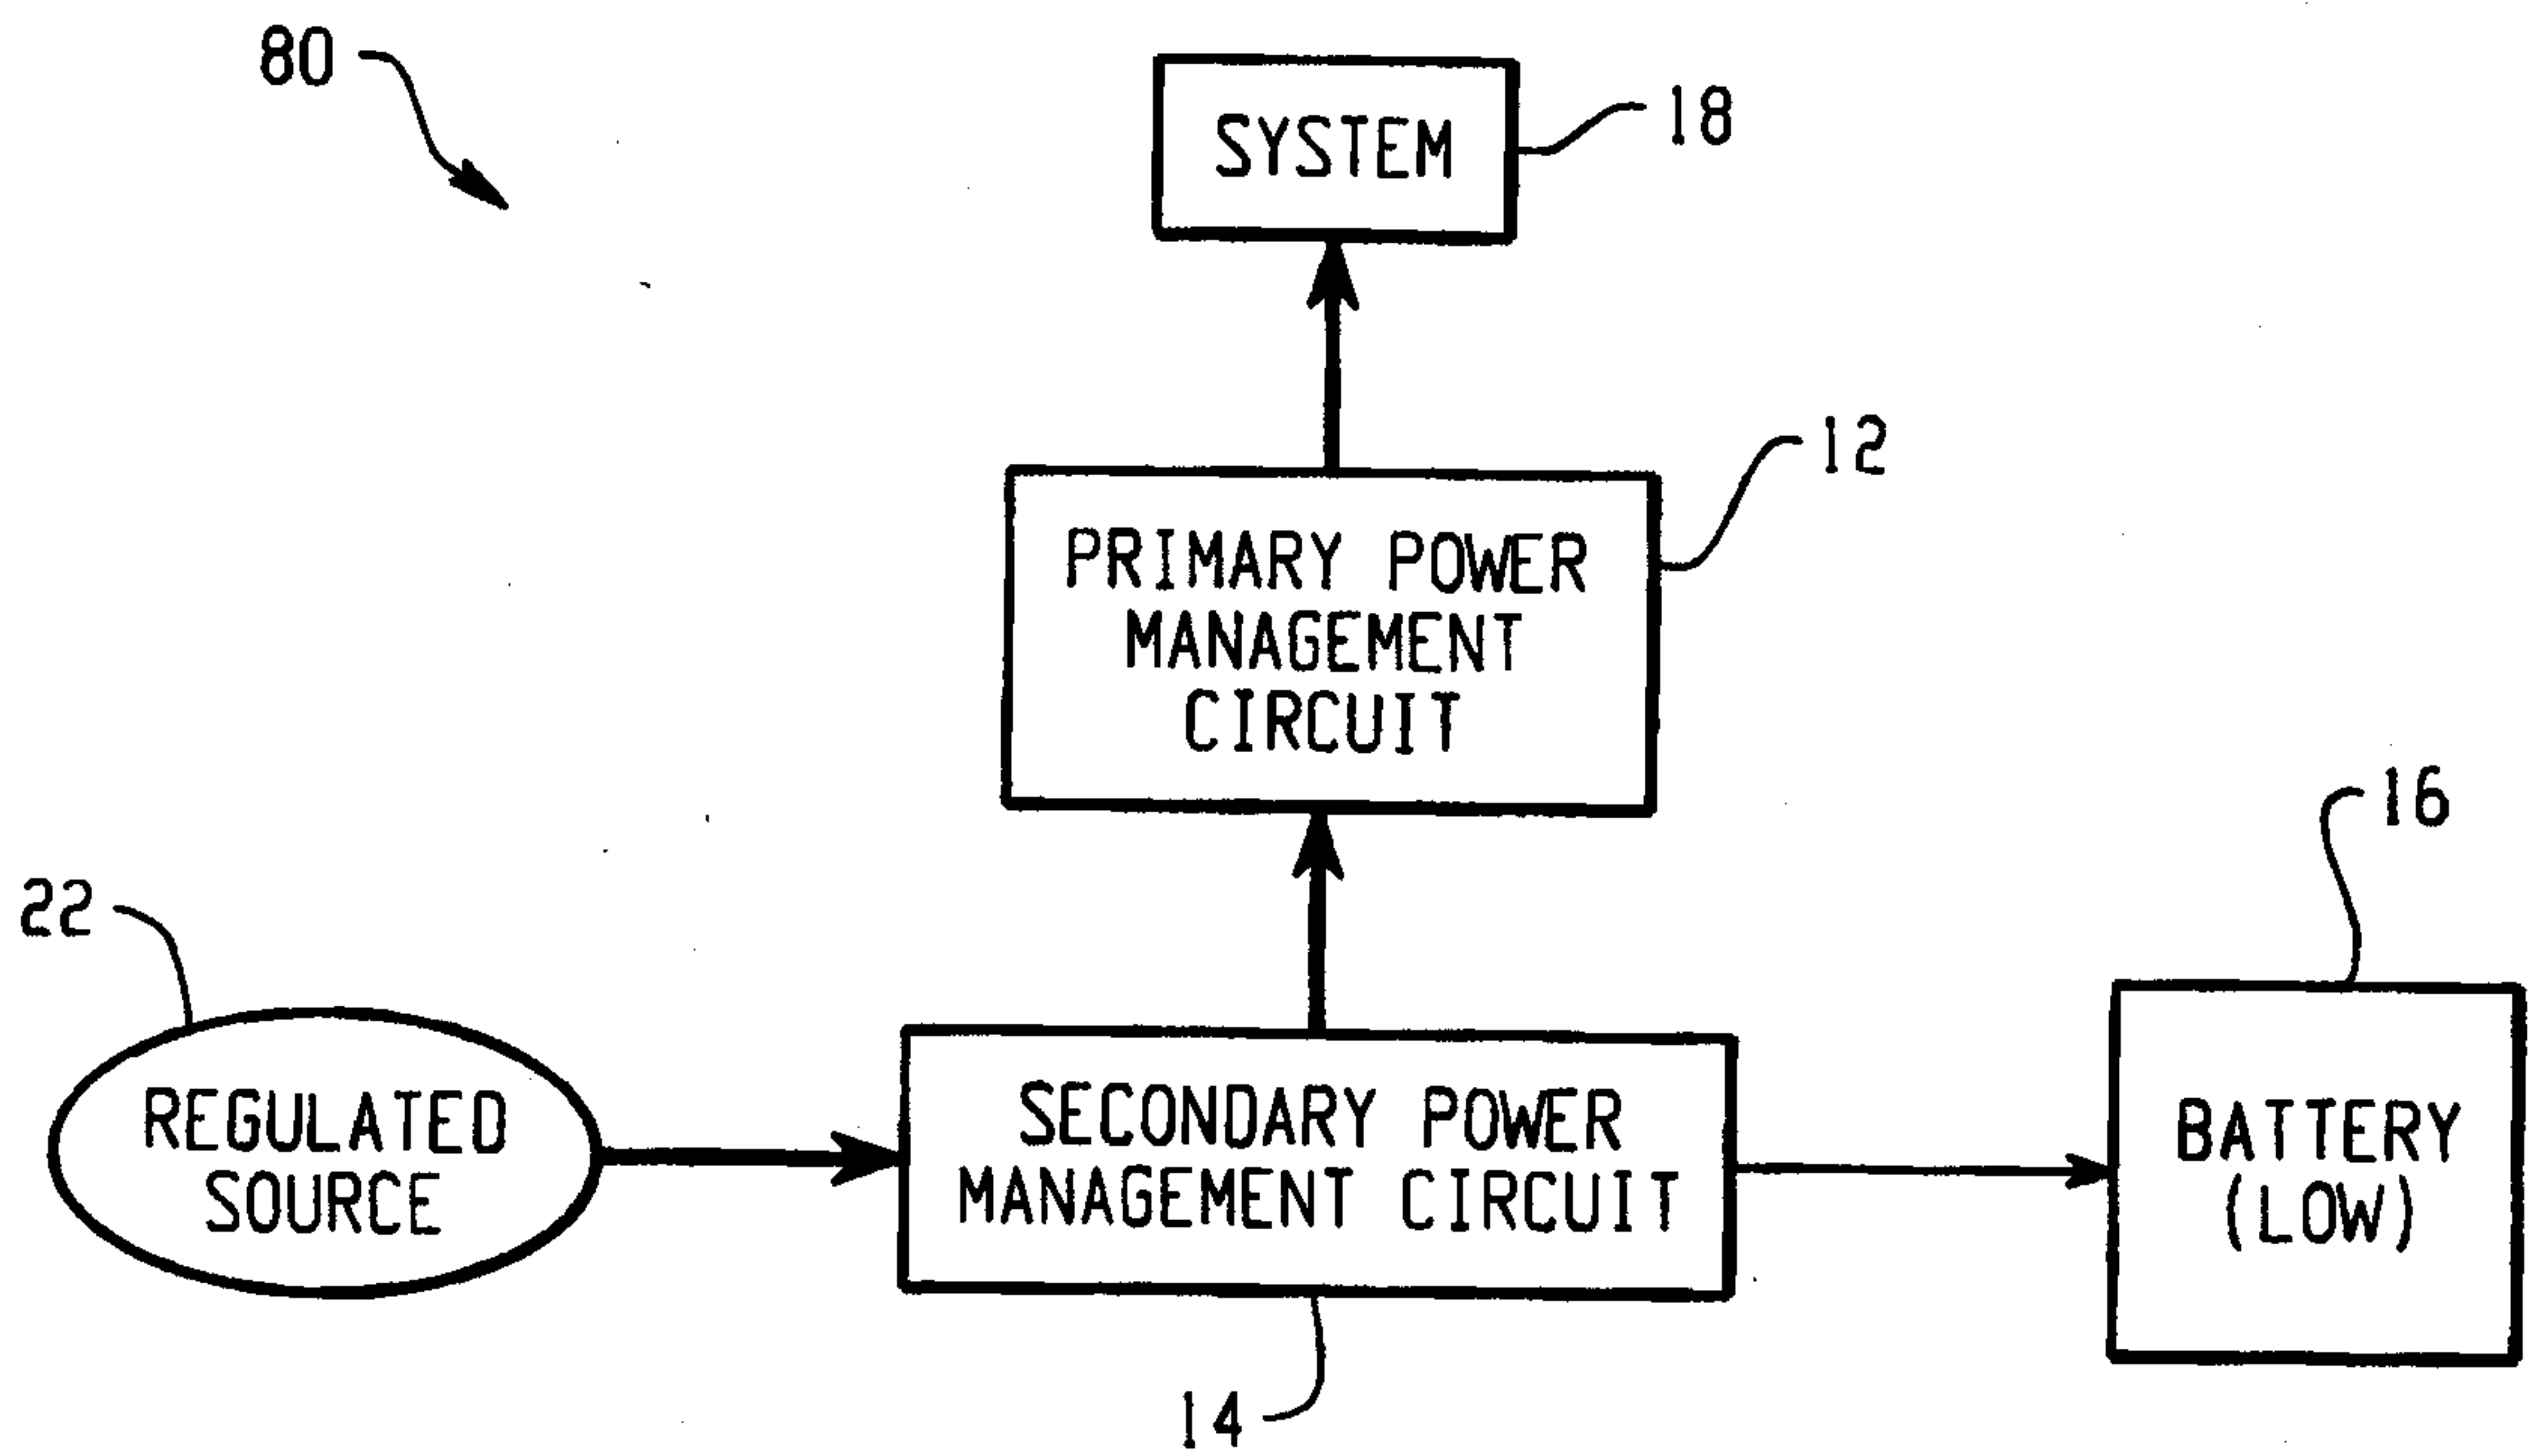 80
SYSTEM
18
PRIMARY POWER
MANAGEMENT
CIRCUIT
12
16
22
REGULATED
SOURCE
SECONDARY POWER
MANAGEMENT CIRCUIT
BATTERY
(LOW)
14